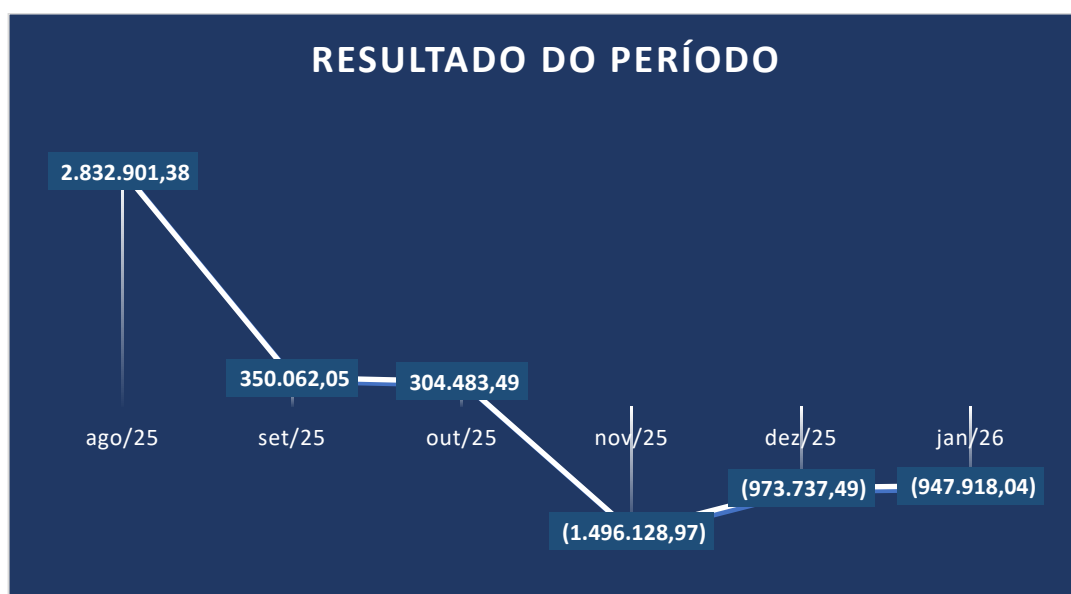 RESULTADO DO PERÍODO
2.832.901,38
350.062,05
304.483,49
ago/25
set/25
out/25
nov/25
dez/25
jan/26
(973.737,49)
(947.918,04)
(1.496.128,97)